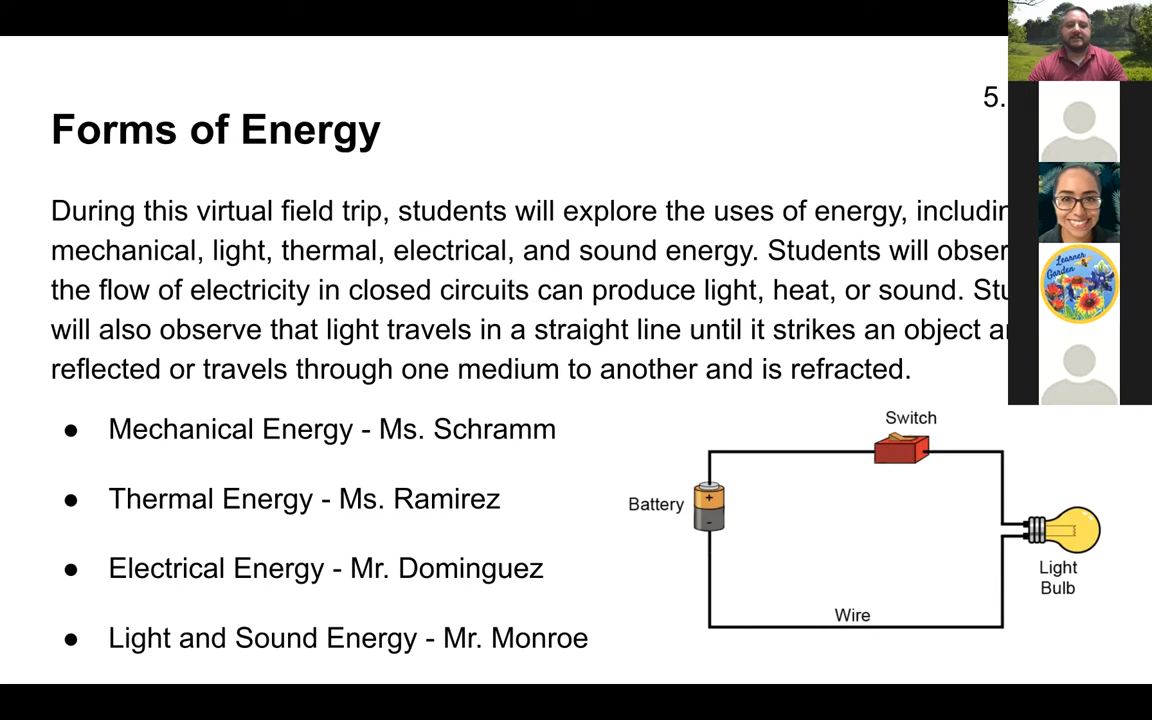 5.
Forms of Energy
During this virtual field trip, students will explore the uses of energy,
mechanical, light, thermal, electrical, and sound energy. Students will
the flow of electricity in closed circuits can produce light, heat, or sound.
will also observe that light travels in a straight line until it strikes an object
reflected or travels through one medium to another and is refracted.
● Mechanical Energy - Ms. Schramm
● Thermal Energy - Ms. Ramirez
● Electrical Energy - Mr. Dominguez
● Light and Sound Energy - Mr. Monroe
Switch
Battery
+
-
Light
Bulb
Wire
Learner
Garden